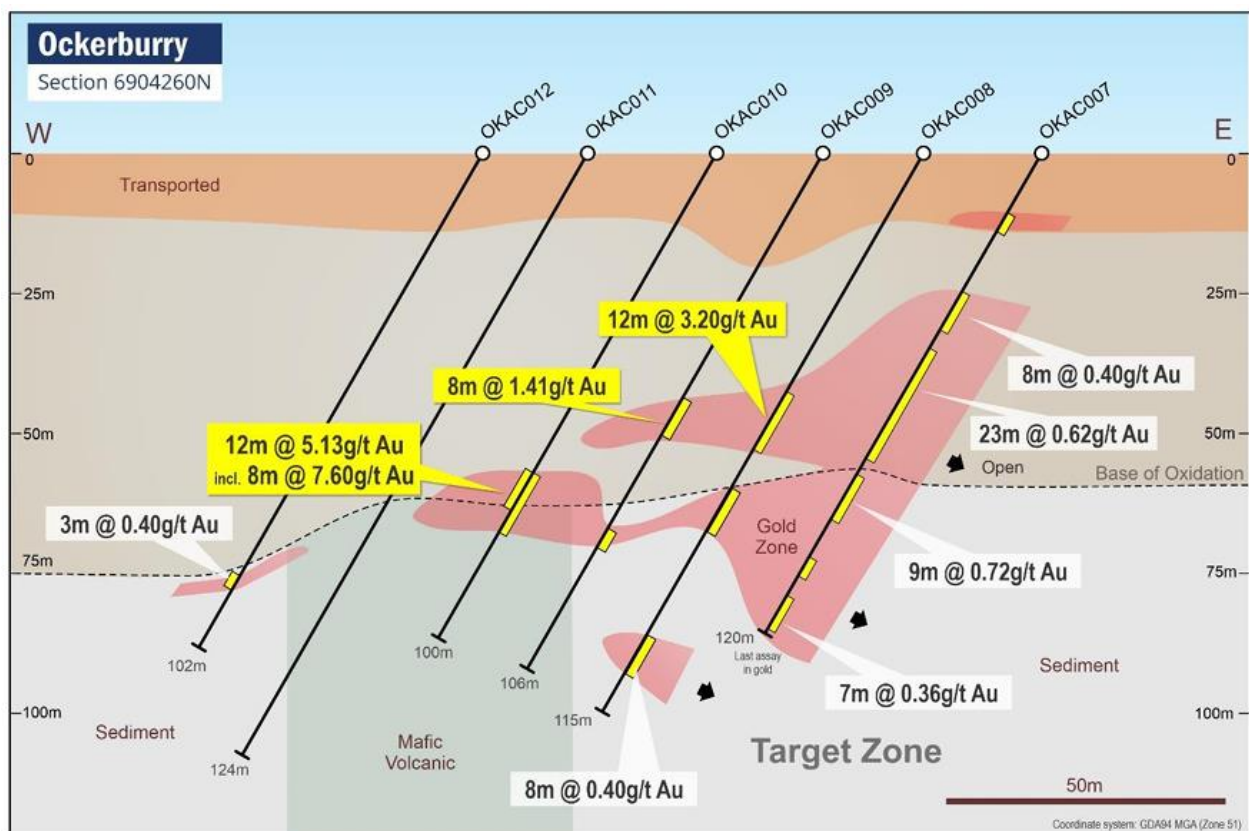 Ockerburry
Section 6904260N
OKAC012
OKAC011
OKAC010
OKAC009
OKAC008
OKAC007
W
E
0
0
Transported
25m
25m
12m @ 3.20g/t Au
8m @ 1.41g/t Au
8m @ 0.40g/t Au
12m @ 5.13g/t Au
incl. 8m @ 7.60g/t Au
23m @ 0.62g/t Au
50m
50m
Open
Base of Oxidation
3m @ 0.40g/t Au
Gold
Zone
75m
75m
9m @ 0.72g/t Au
102m
100m
106m
120m
Last assay
in gold
Sediment
7m @ 0.36g/t Au
100m
100m
115m
Sediment
Mafic
Volcanic
124m
Target Zone
8m @ 0.40g/t Au
50m
Coordinate system: GDA94 MGA (Zone 51)